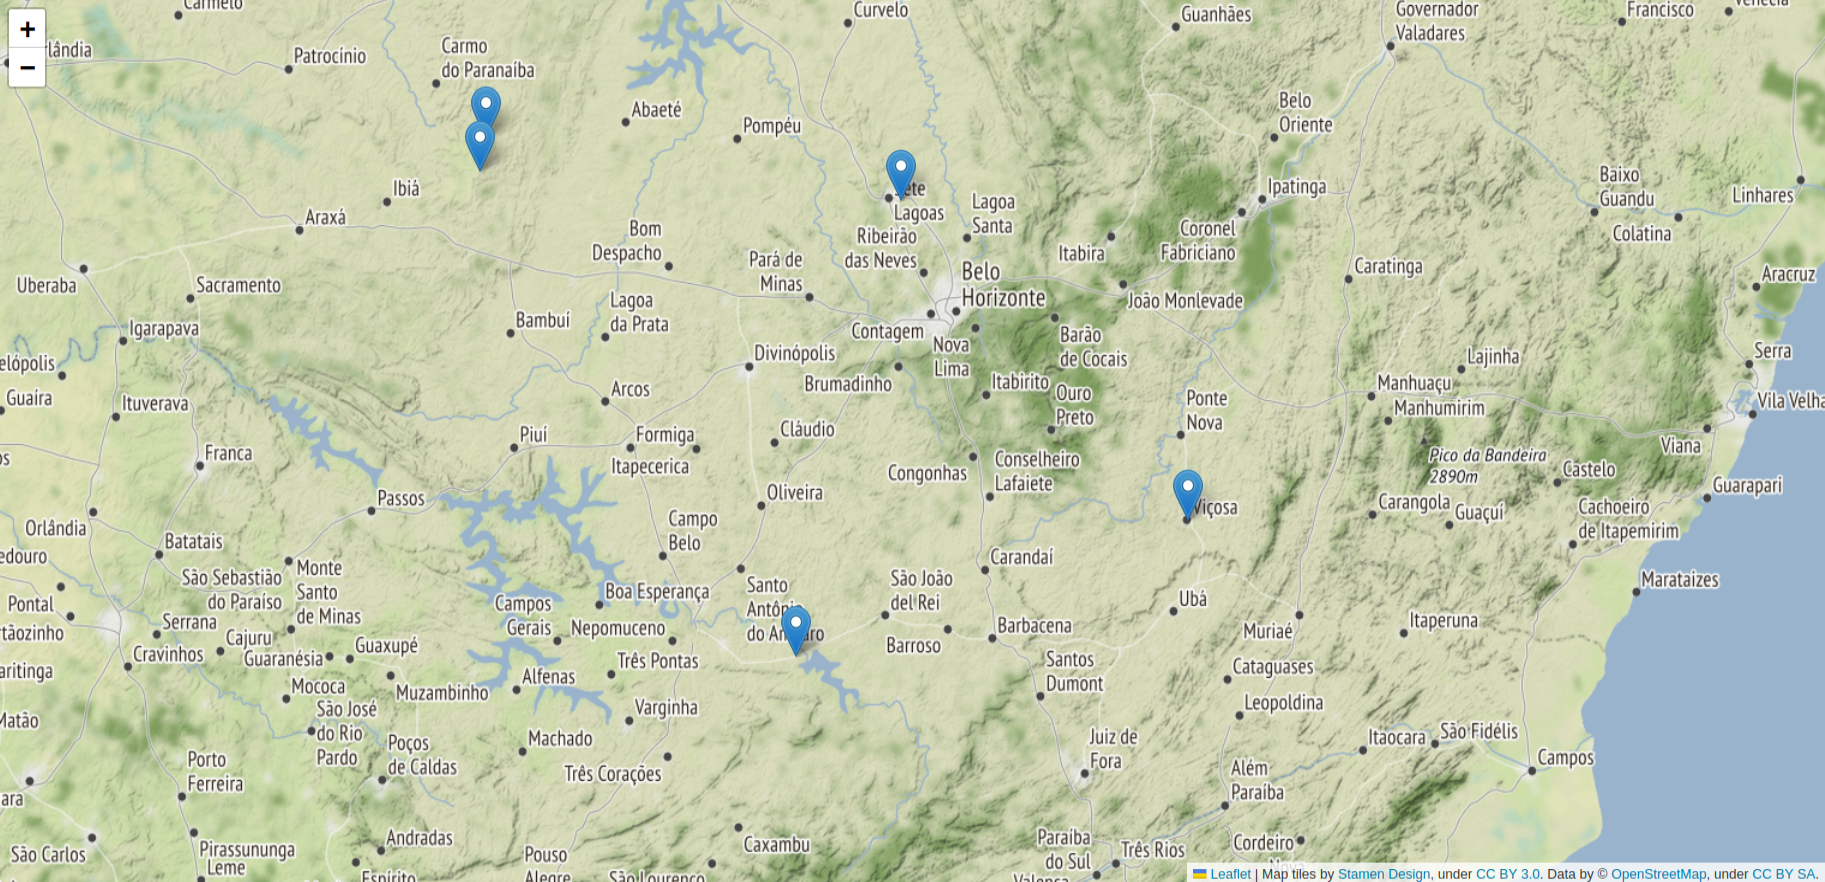 Carmelo
Curvelo
Guanhães
Governador
Valadares
Francisco
+
−
rlândia
Patrocínio
Carmo
do Paranaíba
Abaeté
Pompéu
Belo
Oriente
Ibiá
Araxá
Sete
Lagoas
Lagoa
Santa
Ipatinga
Baixo
Guandu
Linhares
Colatina
Bom
Despacho
Ribeirão
das Neves
Itabira
Coronel
Fabriciano
Caratinga
Aracruz
Uberaba
Sacramento
Pará de
Minas
Belo
Horizonte
João Monlevade
Igarapava
Bambuí
Lagoa
da Prata
Contagem
Nova
Lima
Barão
de Cocais
Lajinha
Serra
elópolis
Guaíra
Ituverava
Divinópolis
Brumadinho
Itabirito
Ouro
Preto
Arcos
Manhuaçu
Manhumirim
Vila Velha
Ponte
Nova
Piuí
Formiga
Itapecerica
Cláudio
Congonhas
Conselheiro
Lafaiete
Viana
Pico da Bandeira
2890m
Castelo
Guarapari
os
Franca
Passos
Oliveira
Viçosa
Carangola
Guaçuí
Cachoeiro
de Itapemirim
Orlândia
Batatais
Campo
Belo
Carandaí
edouro
São Sebastião
do Paraíso
Monte
Santo
de Minas
Boa Esperança
Santo
Antônio
do Amparo
São João
del Rei
Ubá
Marataizes
Pontal
rtãozinho
Serrana
Cajuru
Campos
Gerais
Nepomuceno
Barroso
Barbacena
Muriaé
Itaperuna
Cravinhos
Guaranésia
Guaxupé
Três Pontas
Santos
Dumont
Cataguases
aritinga
Mococa
Muzambinho
Alfenas
Leopoldina
Matão
São José
do Rio
Pardo
Varginha
Itaocara
São Fidélis
Poços
de Caldas
Machado
Três Corações
Juiz de
Fora
Além
Paraíba
Campos
Porto
Ferreira
ara
São Carlos
Pirassununga
Leme
Andradas
Espírito
Pouso
Alegre
São Lourenço
Caxambu
Paraíba
do Sul
Valença
Três Rios
Cordeiro
Nova
Leaflet | Map tiles by Stamen Design, under CC BY 3.0. Data by © OpenStreetMap, under CC BY SA.